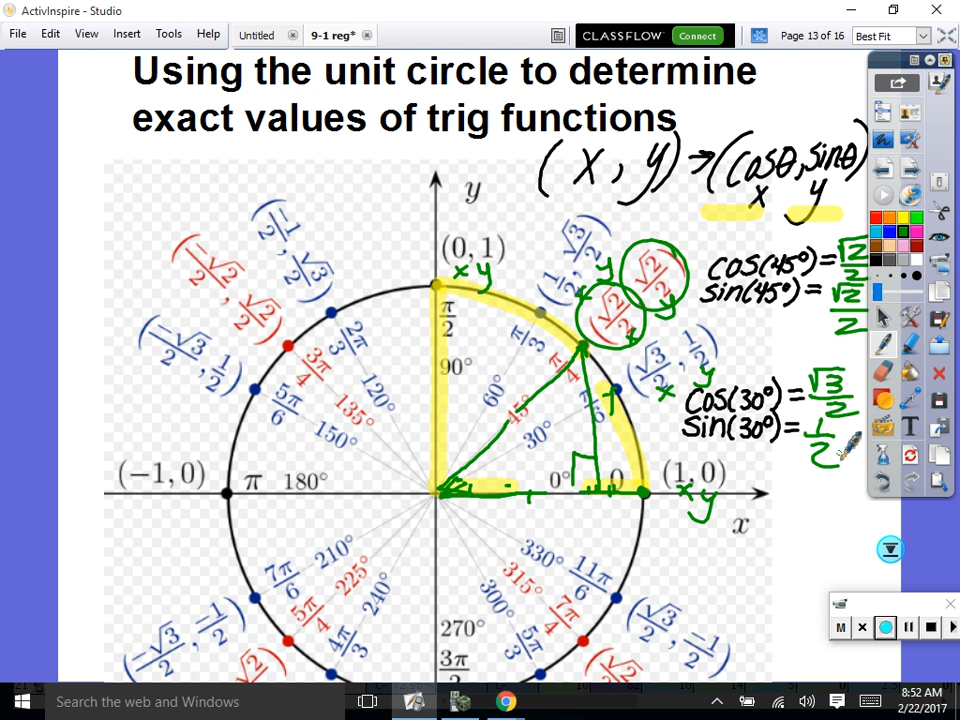 ActivInspire - Studio
File Edit View Insert Tools Help Untitled 9-1 reg* CLASSFLOW Connect Page 13 of 16 Best Fit
Using the unit circle to determine
exact values of trig functions
(x, y) → (cosθ, sinθ)
x y
y
(0, 1)
x y
(1/2, √3/2)
(√2/2, √2/2)
x y
(√3/2, 1/2)
x y
(-1/2, √3/2)
(-√2/2, √2/2)
(-√3/2, 1/2)
cos(45°) = √2/2
sin(45°) = √2/2
cos(30°) = √3/2
sin(30°) = 1/2
π/2
90°
π/3
60°
π/4
45°
π/6
30°
2π/3
120°
3π/4
135°
5π/6
150°
(-1, 0) π 180° 0° 0 (1, 0)
x y
x
7π/6
210°
5π/4
225°
4π/3
240°
270°
3π
300°
5π/3
315°
7π/4
330°
11π/6
(-√3/2, -1/2)
(√3/2, -1/2)
M
Search the web and Windows
8:52 AM
2/22/2017